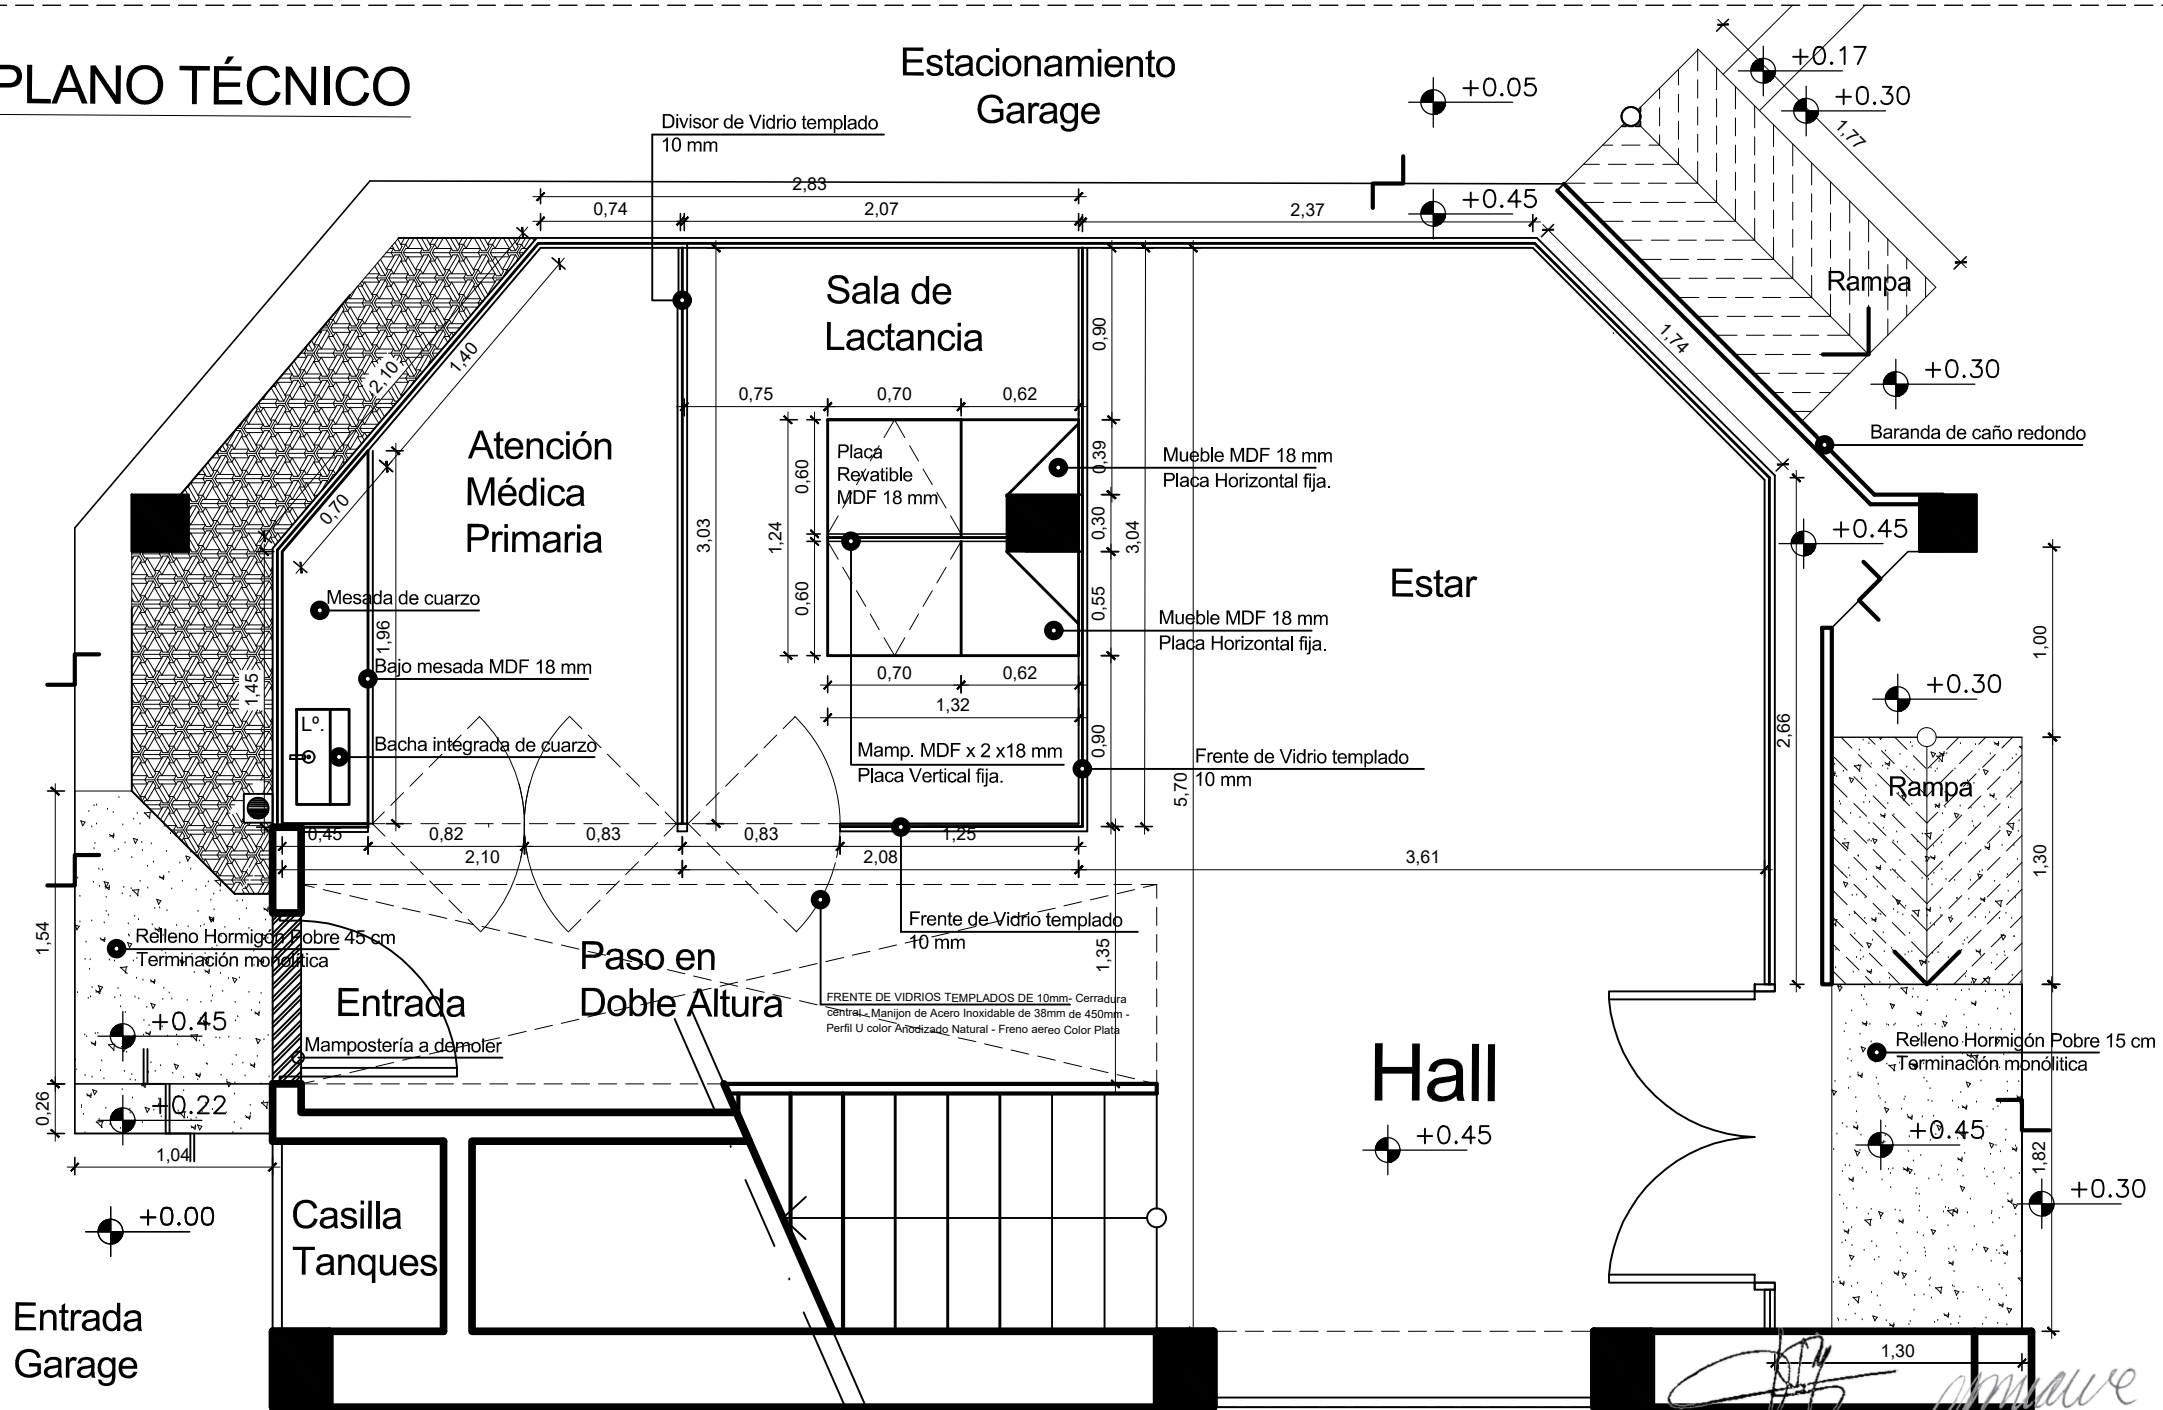 PLANO TÉCNICO
Estacionamiento
Garage
+0.05
+0.17
+0.30
1,77
Divisor de Vidrio templado
10 mm
2,83
0,74
2,07
2,37
+0.45
Rampa
1,74
+0.30
Baranda de caño redondo
+0.45
Sala de
Lactancia
0,90
0,75
0,70
0,62
2,10
1,40
0,70
Atención
Médica
Primaria
3,03
1,24
0,60
0,60
Placa
Revatible
MDF 18 mm
0,39
0,30
3,04
0,55
Mueble MDF 18 mm
Placa Horizontal fija.
Mueble MDF 18 mm
Placa Horizontal fija.
Estar
Mesada de cuarzo
1,96
Bajo mesada MDF 18 mm
1,45
Lº.
Bacha integrada de cuarzo
0,70
0,62
1,32
Mamp. MDF x 2 x18 mm
Placa Vertical fija.
0,90
Frente de Vidrio templado
10 mm
5,70
2,66
1,00
+0.30
Rampa
1,30
0,45
0,82
0,83
0,83
1,25
2,10
2,08
3,61
Frente de Vidrio templado
10 mm
1,35
1,54
Relleno Hormigón Pobre 45 cm
Terminación monolítica
Paso en
Doble Altura
Entrada
FRENTE DE VIDRIOS TEMPLADOS DE 10mm- Cerradura
central - Manijon de Acero Inoxidable de 38mm de 450mm -
Perfil U color Anodizado Natural - Freno aereo Color Plata
+0.45
Mampostería a demoler
0,26
+0.22
1,04
+0.00
Casilla
Tanques
Entrada
Garage
Hall
+0.45
Relleno Hormigón Pobre 15 cm
Terminación monolítica
+0.45
1,82
+0.30
1,30